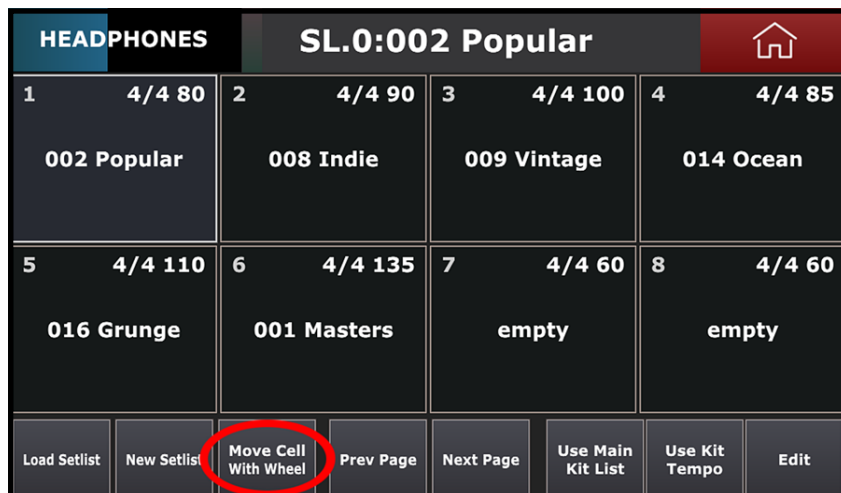 HEADPHONES
SL.0:002 Popular
1 4/4 80
002 Popular
2 4/4 90
008 Indie
3 4/4 100
009 Vintage
4 4/4 85
014 Ocean
5 4/4 110
016 Grunge
6 4/4 135
001 Masters
7 4/4 60
empty
8 4/4 60
empty
Load Setlist
New Setlist
Move Cell
With Wheel
Prev Page
Next Page
Use Main
Kit List
Use Kit
Tempo
Edit